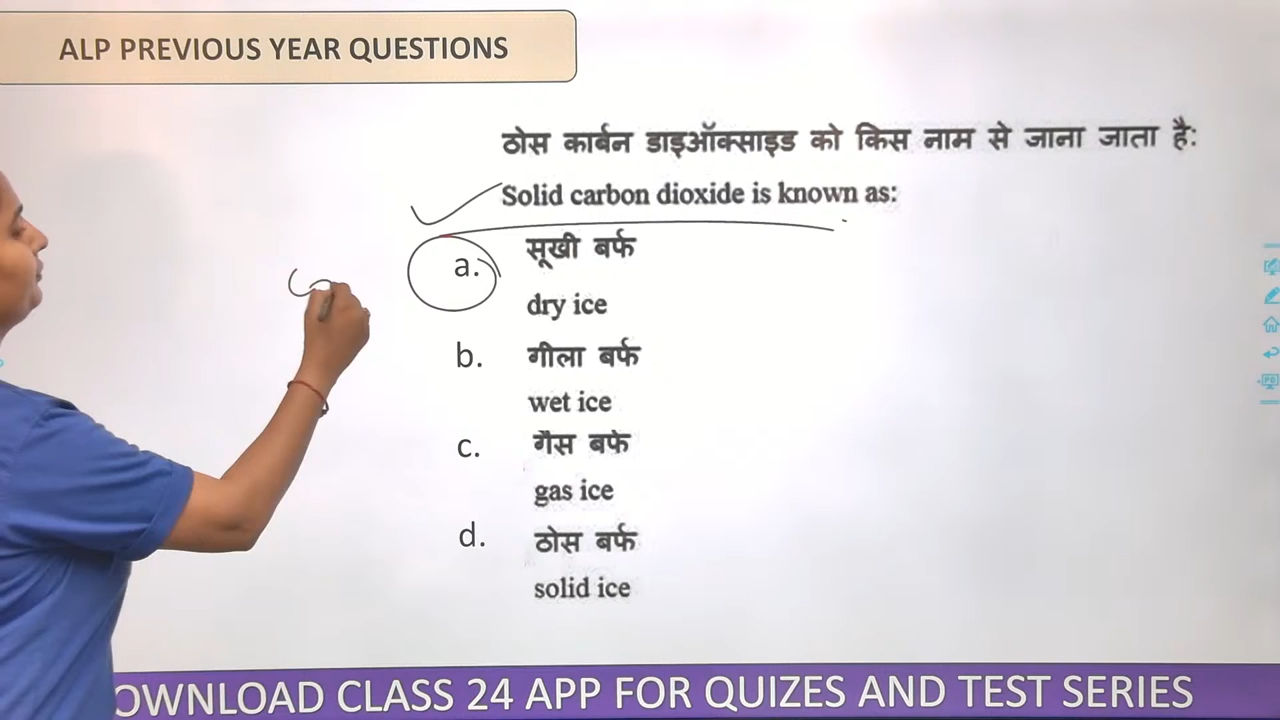 ALP PREVIOUS YEAR QUESTIONS
ठोस कार्बन डाइऑक्साइड को किस नाम से जाना जाता है:
Solid carbon dioxide is known as:
a. सूखी बर्फ
dry ice
b. गीला बर्फ
wet ice
c. गैस बर्फ
gas ice
d. ठोस बर्फ
solid ice
OWNLOAD CLASS 24 APP FOR QUIZES AND TEST SERIES